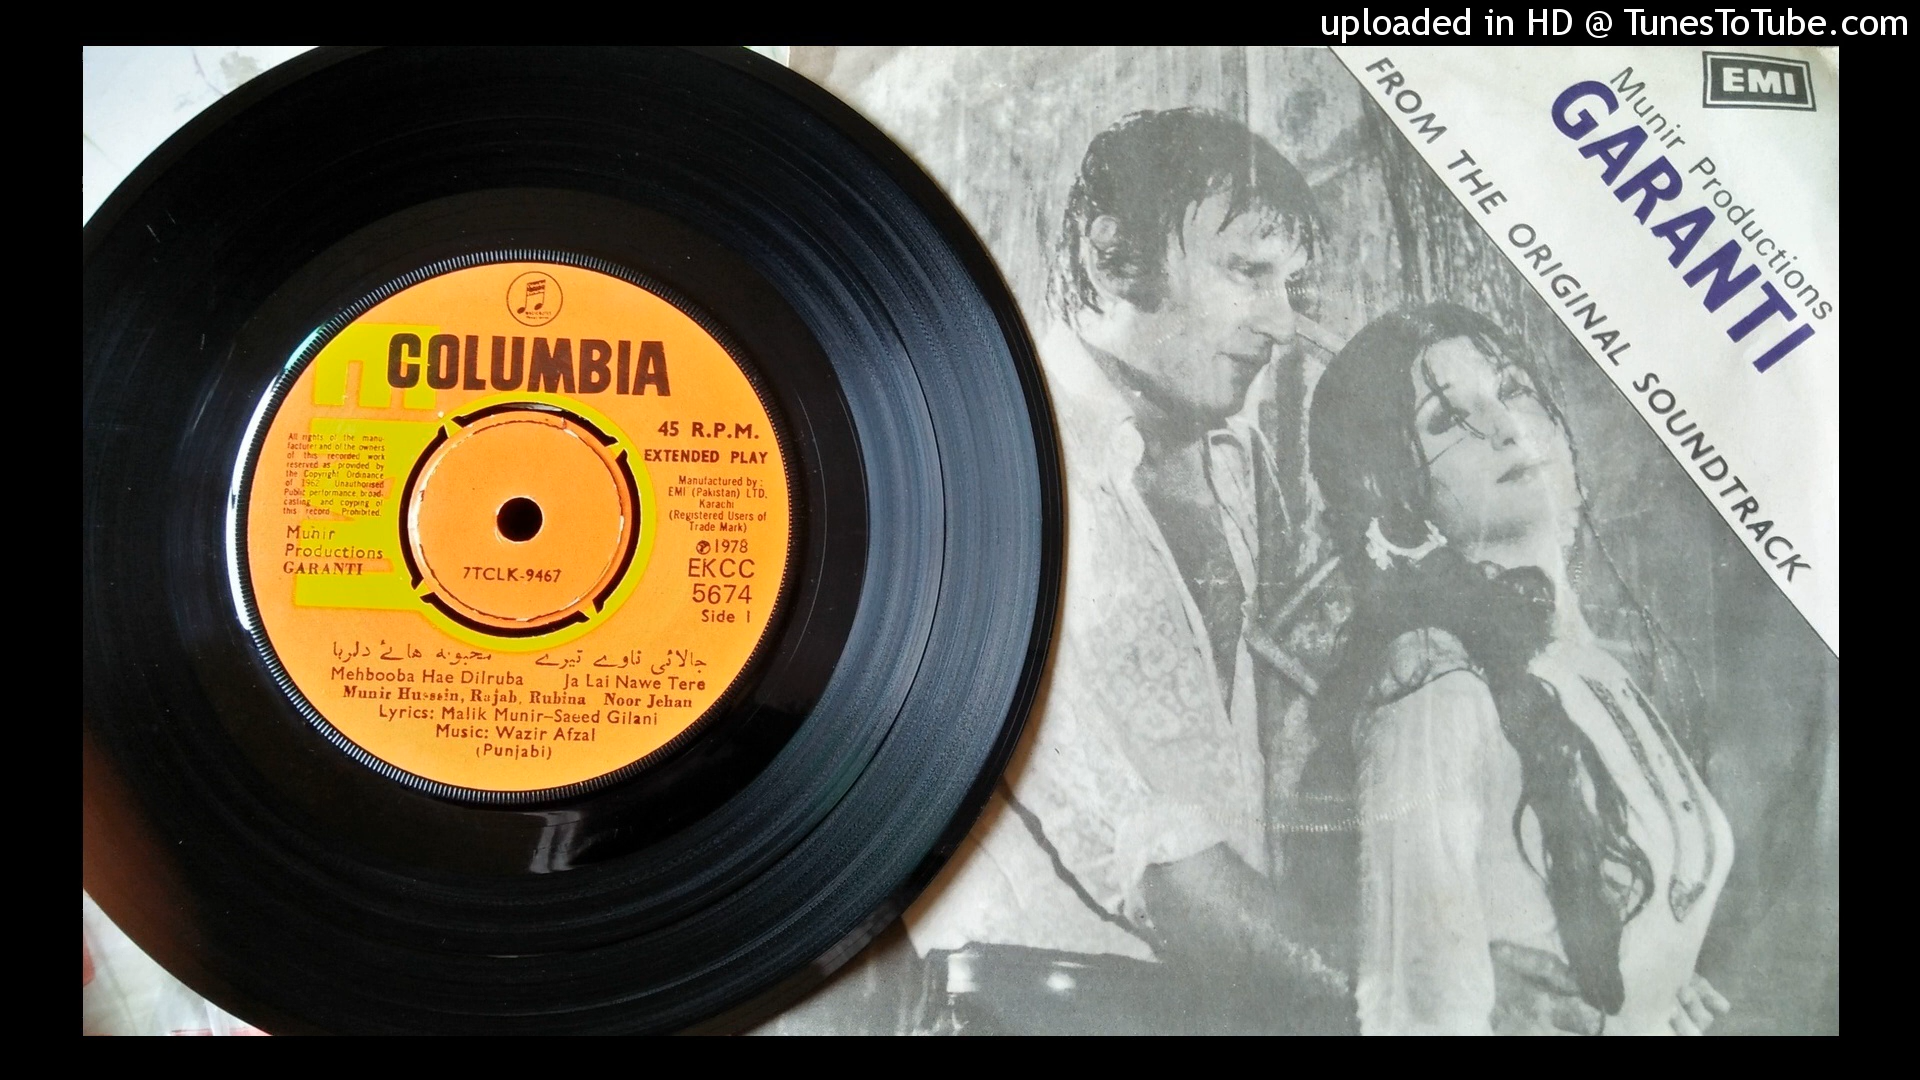 uploaded in HD @ TunesToTube.com
EMI
Munir Productions
GARANTI
FROM THE ORIGINAL SOUNDTRACK
COLUMBIA
45 R.P.M.
EXTENDED PLAY
All rights of the manu-
facturer and of the owners
of this recorded work
reserved as provided by
the Copyright Ordinance
of 1962 Unauthorised
Public performance broad-
casting and copying of
this record Prohibited.
Manufactured by:
EMI (Pakistan) LTD.
Karachi
(Registered Users of
Trade Mark)
℗1978
EKCC
5674
Side 1
Munir
Productions
GARANTI
7TCLK-9467
جالائی ناوے تیرے محبوبہ ھائے دلربا
Mehbooba Hae Dilruba Ja Lai Nawe Tere
Munir Hussein, Rajab, Rubina Noor Jehan
Lyrics: Malik Munir–Saeed Gilani
Music: Wazir Afzal
(Punjabi)